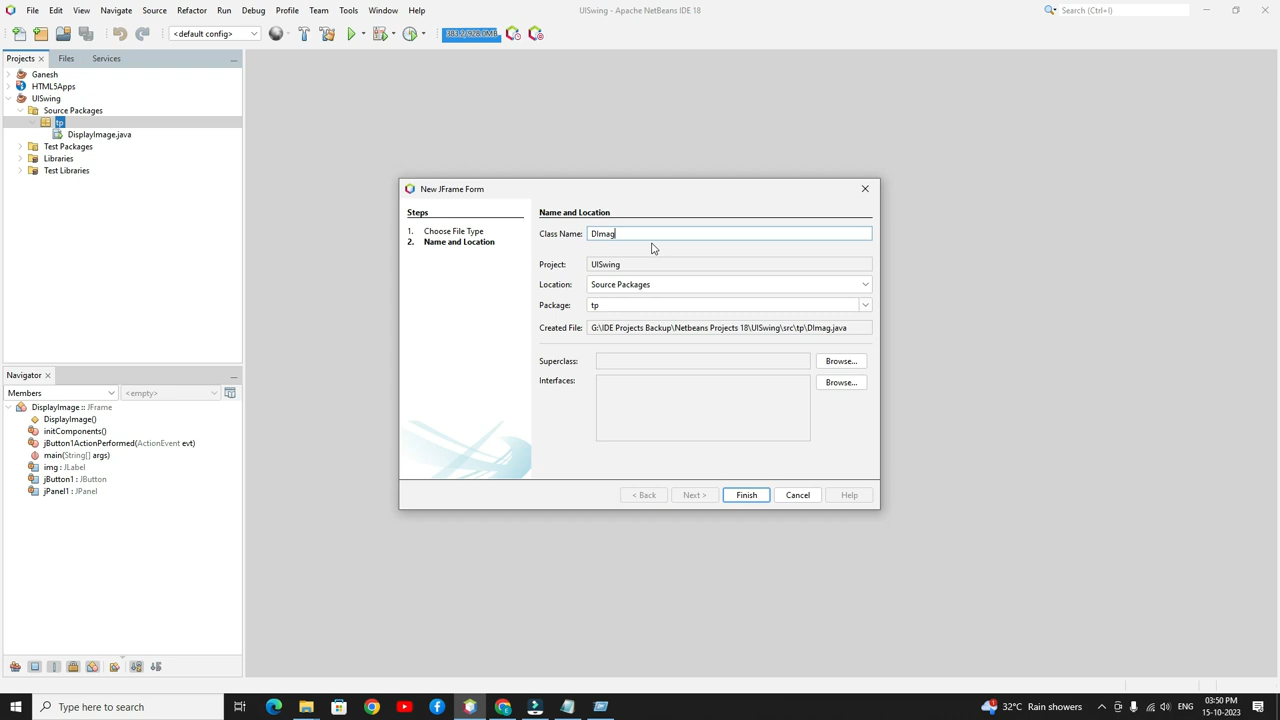 File Edit View Navigate Source Refactor Run Debug Profile Team Tools Window Help
UISwing - Apache NetBeans IDE 18
Search (Ctrl+I)
<default config>
383.2/928.0MB
Projects Files Services
Ganesh
HTML5Apps
UISwing
Source Packages
tp
DisplayImage.java
Test Packages
Libraries
Test Libraries
New JFrame Form
Steps
1. Choose File Type
2. Name and Location
Name and Location
Class Name: DImag
Project: UISwing
Location: Source Packages
Package: tp
Created File: G:\IDE Projects Backup\Netbeans Projects 18\UISwing\src\tp\DImag.java
Superclass: Browse...
Interfaces: Browse...
< Back Next > Finish Cancel Help
Navigator
Members <empty>
DisplayImage :: JFrame
DisplayImage()
initComponents()
jButton1ActionPerformed(ActionEvent evt)
main(String[] args)
img : JLabel
jButton1 : JButton
jPanel1 : JPanel
Type here to search
32°C Rain showers
ENG
03:50 PM
15-10-2023